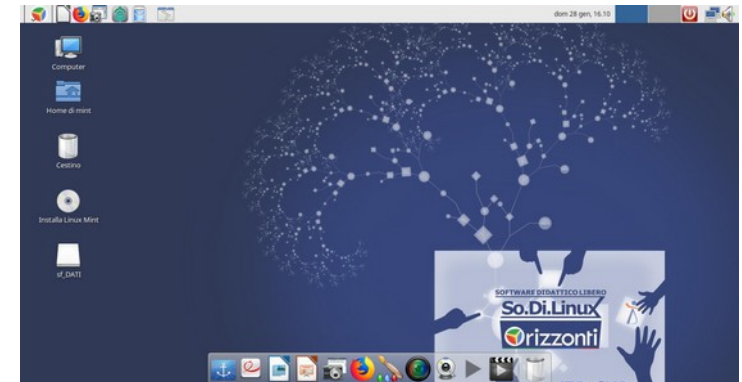 dom 28 gen, 16.10
Computer
Home di mint
Cestino
Installa Linux Mint
sf_DATI
SOFTWARE DIDATTICO LIBERO
So.Di.Linux
Orizzonti